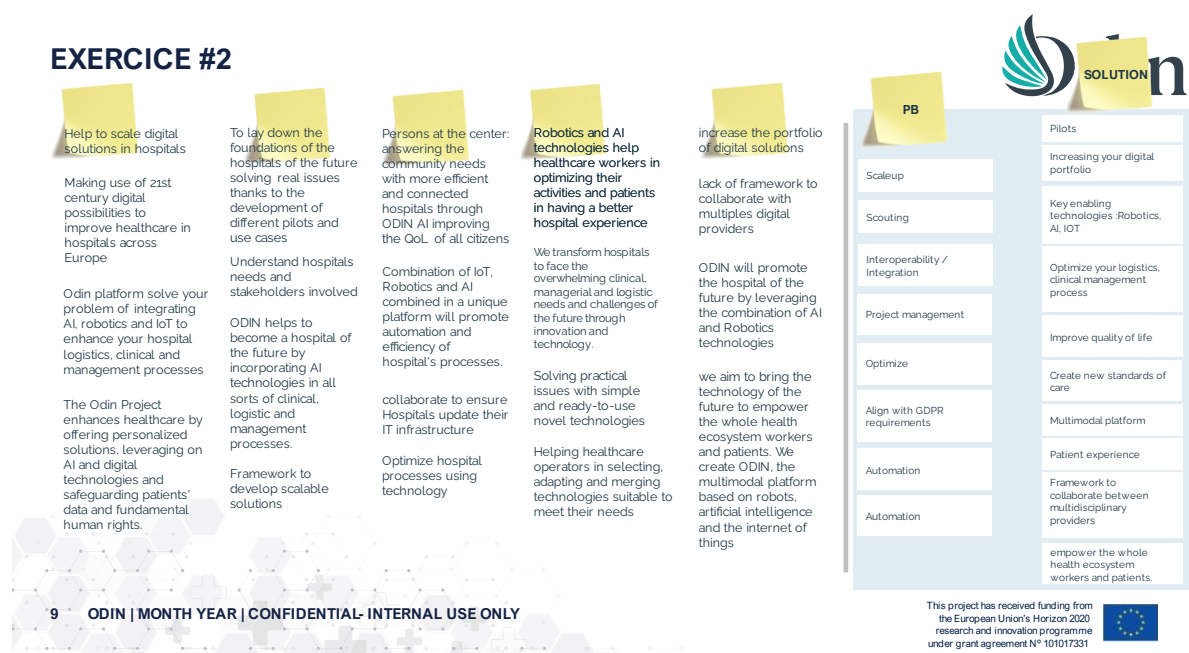 EXERCICE #2
Help to scale digital
solutions in hospitals
Making use of 21st
century digital
possibilities to
improve healthcare in
hospitals across
Europe
Odin platform solve your
problem of integrating
AI, robotics and IoT to
enhance your hospital
logistics, clinical and
management processes
The Odin Project
enhances healthcare by
offering personalized
solutions, leveraging on
AI and digital
technologies and
safeguarding patients'
data and fundamental
human rights.
To lay down the
foundations of the
hospitals of the future
solving real issues
thanks to the
development of
different pilots and
use cases
Understand hospitals
needs and
stakeholders involved
ODIN helps to
become a hospital of
the future by
incorporating AI
technologies in all
sorts of clinical,
logistic and
management
processes.
Framework to
develop scalable
solutions
Persons at the center:
answering the
community needs
with more efficient
and connected
hospitals through
ODIN AI improving
the QoL of all citizens
Combination of IoT,
Robotics and AI
combined in a unique
platform will promote
automation and
efficiency of
hospital's processes.
collaborate to ensure
Hospitals update their
IT infrastructure
Optimize hospital
processes using
technology
Robotics and AI
technologies help
healthcare workers in
optimizing their
activities and patients
in having a better
hospital experience
We transform hospitals
to face the
overwhelming clinical,
managerial and logistic
needs and challenges of
the future through
innovation and
technology.
Solving practical
issues with simple
and ready-to-use
novel technologies
Helping healthcare
operators in selecting,
adapting and merging
technologies suitable to
meet their needs
increase the portfolio
of digital solutions
lack of framework to
collaborate with
multiples digital
providers
ODIN will promote
the hospital of the
future by leveraging
the combination of AI
and Robotics
technologies
we aim to bring the
technology of the
future to empower
the whole health
ecosystem workers
and patients. We
create ODIN, the
multimodal platform
based on robots,
artificial intelligence
and the internet of
things
PB
Scaleup
Scouting
Interoperability /
Integration
Project management
Optimize
Align with GDPR
requirements
Automation
Automation
SOLUTION
Pilots
Increasing your digital
portfolio
Key enabling
technologies :Robotics,
AI, IOT
Optimize your logistics,
clinical management
process
Improve quality of life
Create new standards of
care
Multimodal platform
Patient experience
Framework to
collaborate between
multidisciplinary
providers
empower the whole
health ecosystem
workers and patients.
9 ODIN | MONTH YEAR | CONFIDENTIAL- INTERNAL USE ONLY
This project has received funding from
the European Union's Horizon 2020
research and innovation programme
under grant agreement Nº 101017331